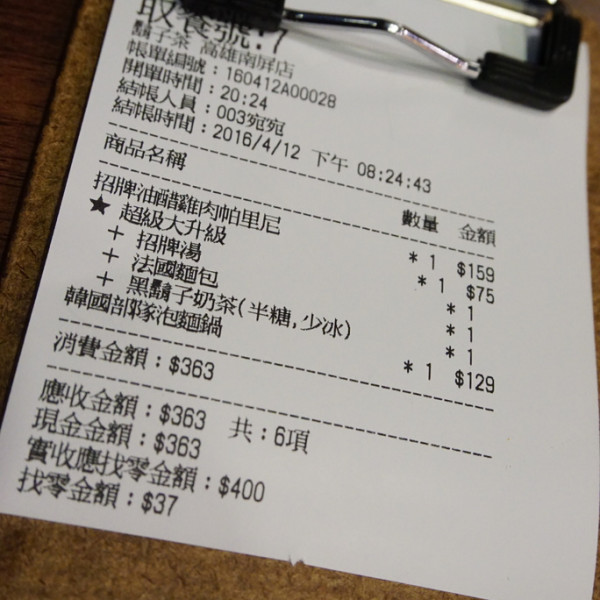 取餐號:7
鬍子茶 高雄南屏店
帳單編號:160412A00028
開單時間:20:24
結帳人員:003宛宛
結帳時間:2016/4/12 下午 08:24:43
商品名稱 數量 金額
招牌油醋雞肉帕里尼 * 1 $159
★ 超級大升級 * 1 $75
+ 招牌湯 * 1
+ 法國麵包 * 1
+ 黑鬍子奶茶(半糖,少冰) * 1
韓國部隊泡麵鍋 * 1 $129
消費金額:$363
應收金額:$363 共:6項
現金金額:$363
實收應找零金額:$400
找零金額:$37